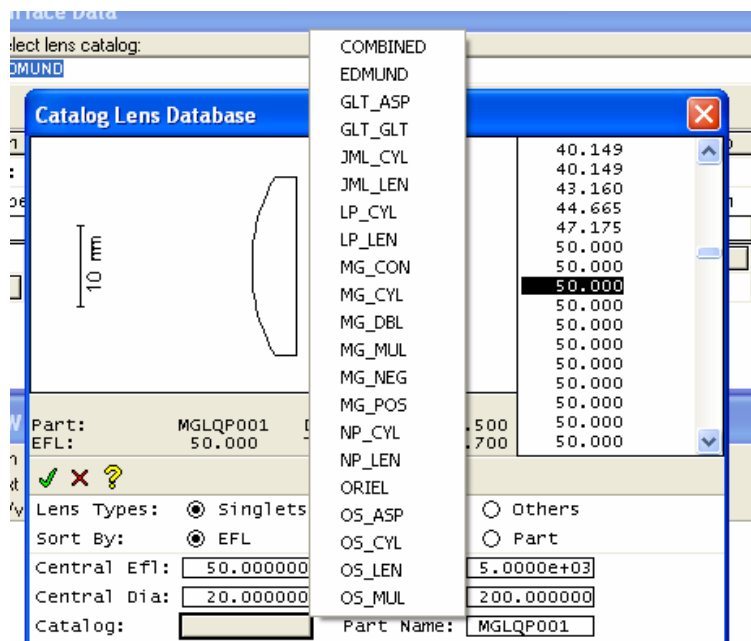 rface Data
elect lens catalog:
DMUND
Catalog Lens Database
10 mm
COMBINED
EDMUND
GLT_ASP
GLT_GLT
JML_CYL
JML_LEN
LP_CYL
LP_LEN
MG_CON
MG_CYL
MG_DBL
MG_MUL
MG_NEG
MG_POS
NP_CYL
NP_LEN
ORIEL
OS_ASP
OS_CYL
OS_LEN
OS_MUL
40.149
40.149
43.160
44.665
47.175
50.000
50.000
50.000
50.000
50.000
50.000
50.000
50.000
50.000
50.000
50.000
Part: MGLQP001 .500
EFL: 50.000 .700
Lens Types: Singlets Others
Sort By: EFL Part
Central Efl: 50.000000 5.0000e+03
Central Dia: 20.000000 200.000000
Catalog: Part Name: MGLQP001